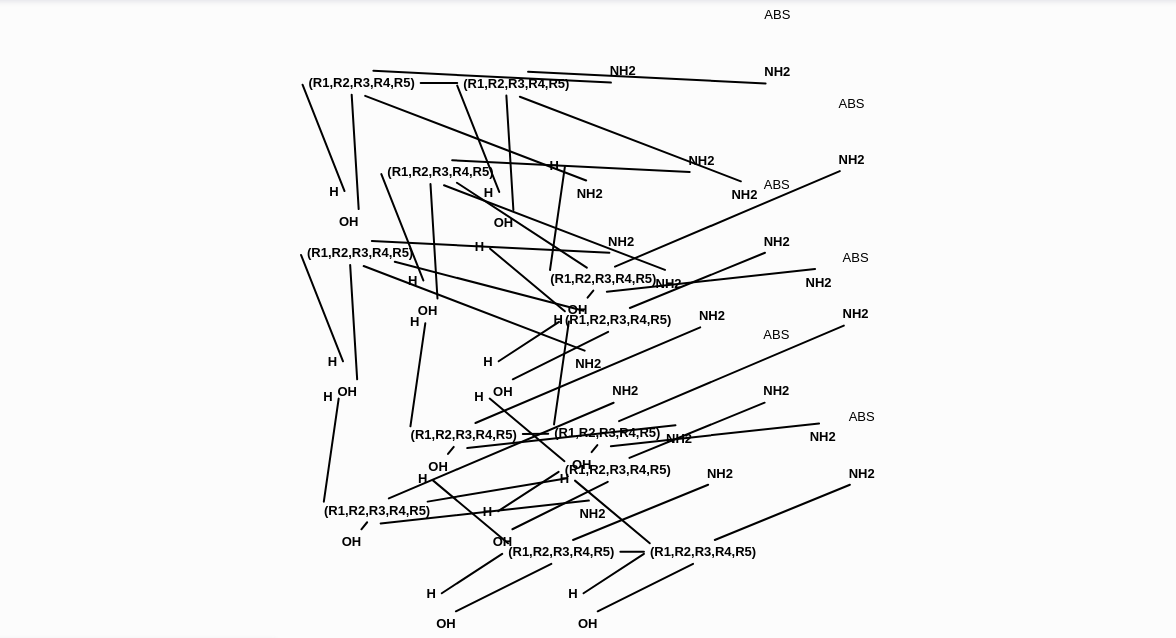 ABS
NH2
NH2
(R1,R2,R3,R4,R5)
(R1,R2,R3,R4,R5)
ABS
NH2
NH2
H
(R1,R2,R3,R4,R5)
ABS
H
H
NH2
NH2
OH
OH
NH2
NH2
H
(R1,R2,R3,R4,R5)
ABS
H
(R1,R2,R3,R4,R5)
NH2
NH2
OH
OH
NH2
NH2
H
H
(R1,R2,R3,R4,R5)
ABS
H
H
NH2
OH
OH
NH2
NH2
H
H
ABS
(R1,R2,R3,R4,R5)
(R1,R2,R3,R4,R5)
NH2
NH2
OH
OH
(R1,R2,R3,R4,R5)
NH2
NH2
H
H
(R1,R2,R3,R4,R5)
H
NH2
OH
OH
(R1,R2,R3,R4,R5)
(R1,R2,R3,R4,R5)
H
H
OH
OH